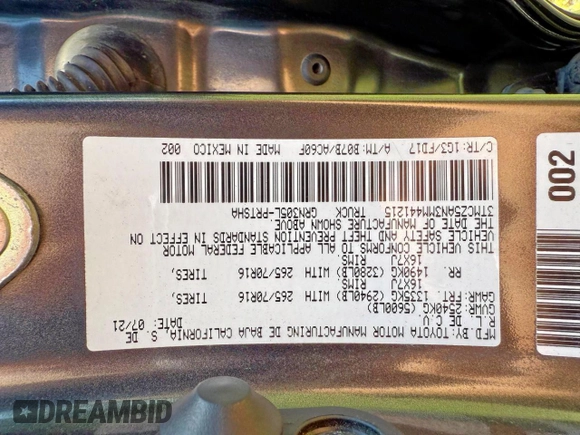 MFD.BY: TOYOTA MOTOR MANUFACTURING DE BAJA CALIFORNIA, S. DE
R.L. DE C.V. DATE: 07/21
GVWR: 2540KG (5600LB)
GAWR: FRT. 1335KG (2940LB) WITH 265/70R16 TIRES,
16X7J RIMS
RR. 1490KG (3280LB) WITH 265/70R16 TIRES,
16X7J RIMS
THIS VEHICLE CONFORMS TO ALL APPLICABLE FEDERAL MOTOR
VEHICLE SAFETY AND THEFT PREVENTION STANDARDS IN EFFECT ON
THE DATE OF MANUFACTURE SHOWN ABOVE.
3TMCZ5AN3MM441215 TRUCK GRN305L-PRTSHA
C/TR: 1G3/FD17 A/TM: B07B/AC60F MADE IN MEXICO 002
002
DREAMBID